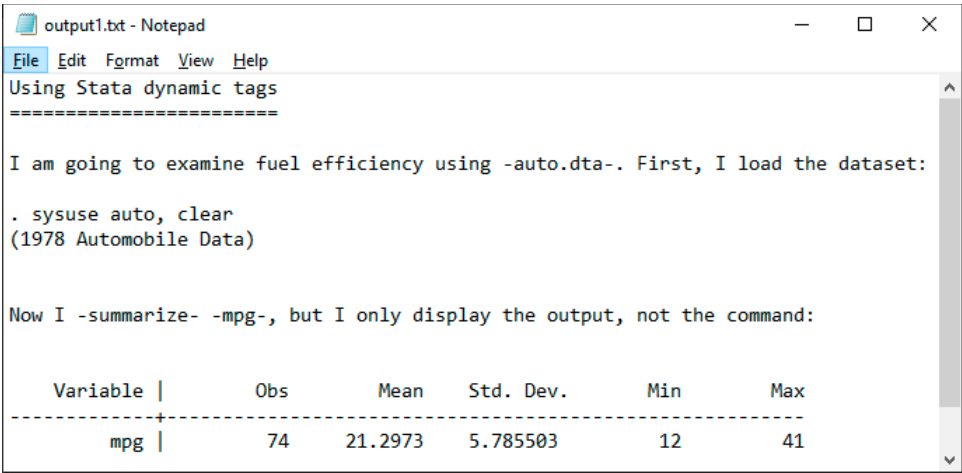 output1.txt - Notepad
File Edit Format View Help
Using Stata dynamic tags
========================
I am going to examine fuel efficiency using -auto.dta-. First, I load the dataset:
. sysuse auto, clear
(1978 Automobile Data)
Now I -summarize- -mpg-, but I only display the output, not the command:
    Variable |        Obs        Mean    Std. Dev.       Min        Max
-------------+---------------------------------------------------------
         mpg |         74     21.2973    5.785503         12         41